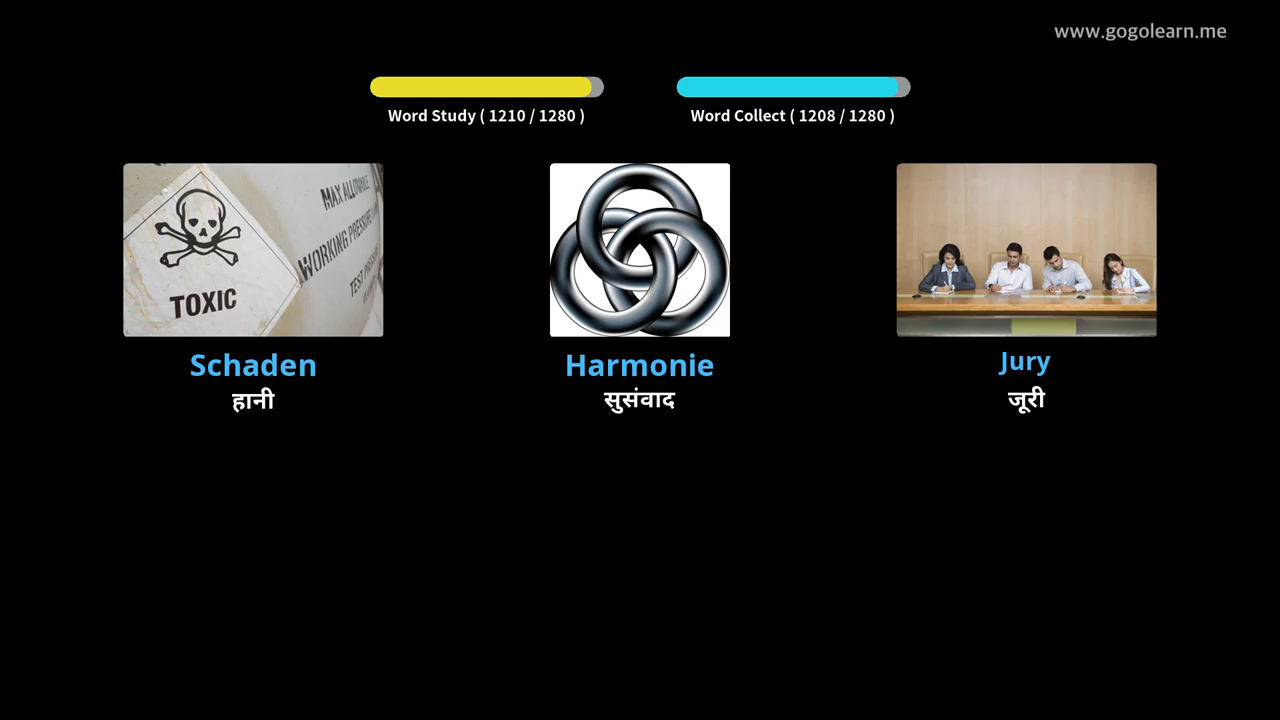 www.gogolearn.me
Word Study ( 1210 / 1280 )
Word Collect ( 1208 / 1280 )
MAX ALLOWABLE
WORKING PRESSURE
TEST
TOXIC
Schaden
Harmonie
Jury
हानी
सुसंवाद
जूरी